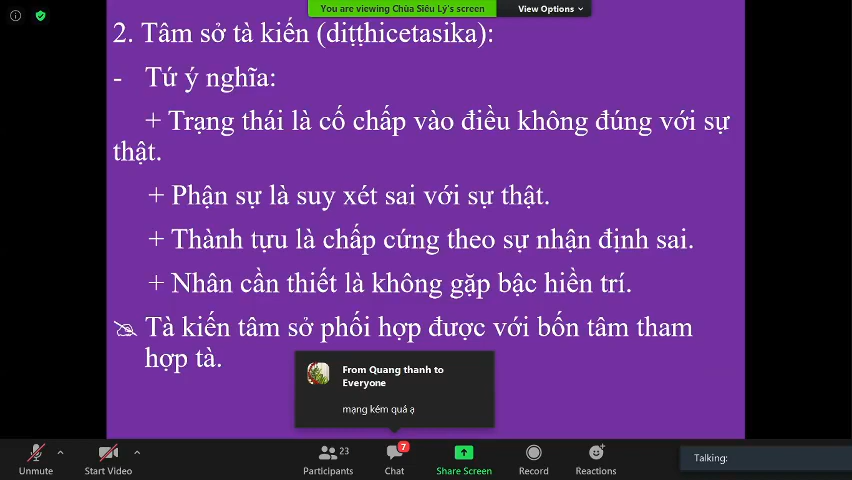 You are viewing Chùa Siêu Lý's screen
View Options
2. Tâm sở tà kiến (diṭṭhicetasika):
- Tứ ý nghĩa:
+ Trạng thái là cố chấp vào điều không đúng với sự
thật.
+ Phận sự là suy xét sai với sự thật.
+ Thành tựu là chấp cứng theo sự nhận định sai.
+ Nhân cần thiết là không gặp bậc hiền trí.
Tà kiến tâm sở phối hợp được với bốn tâm tham
hợp tà.
From Quang thanh to
Everyone
mạng kém quá ạ
Unmute
Start Video
Participants
23
Chat
7
Share Screen
Record
Reactions
Talking: